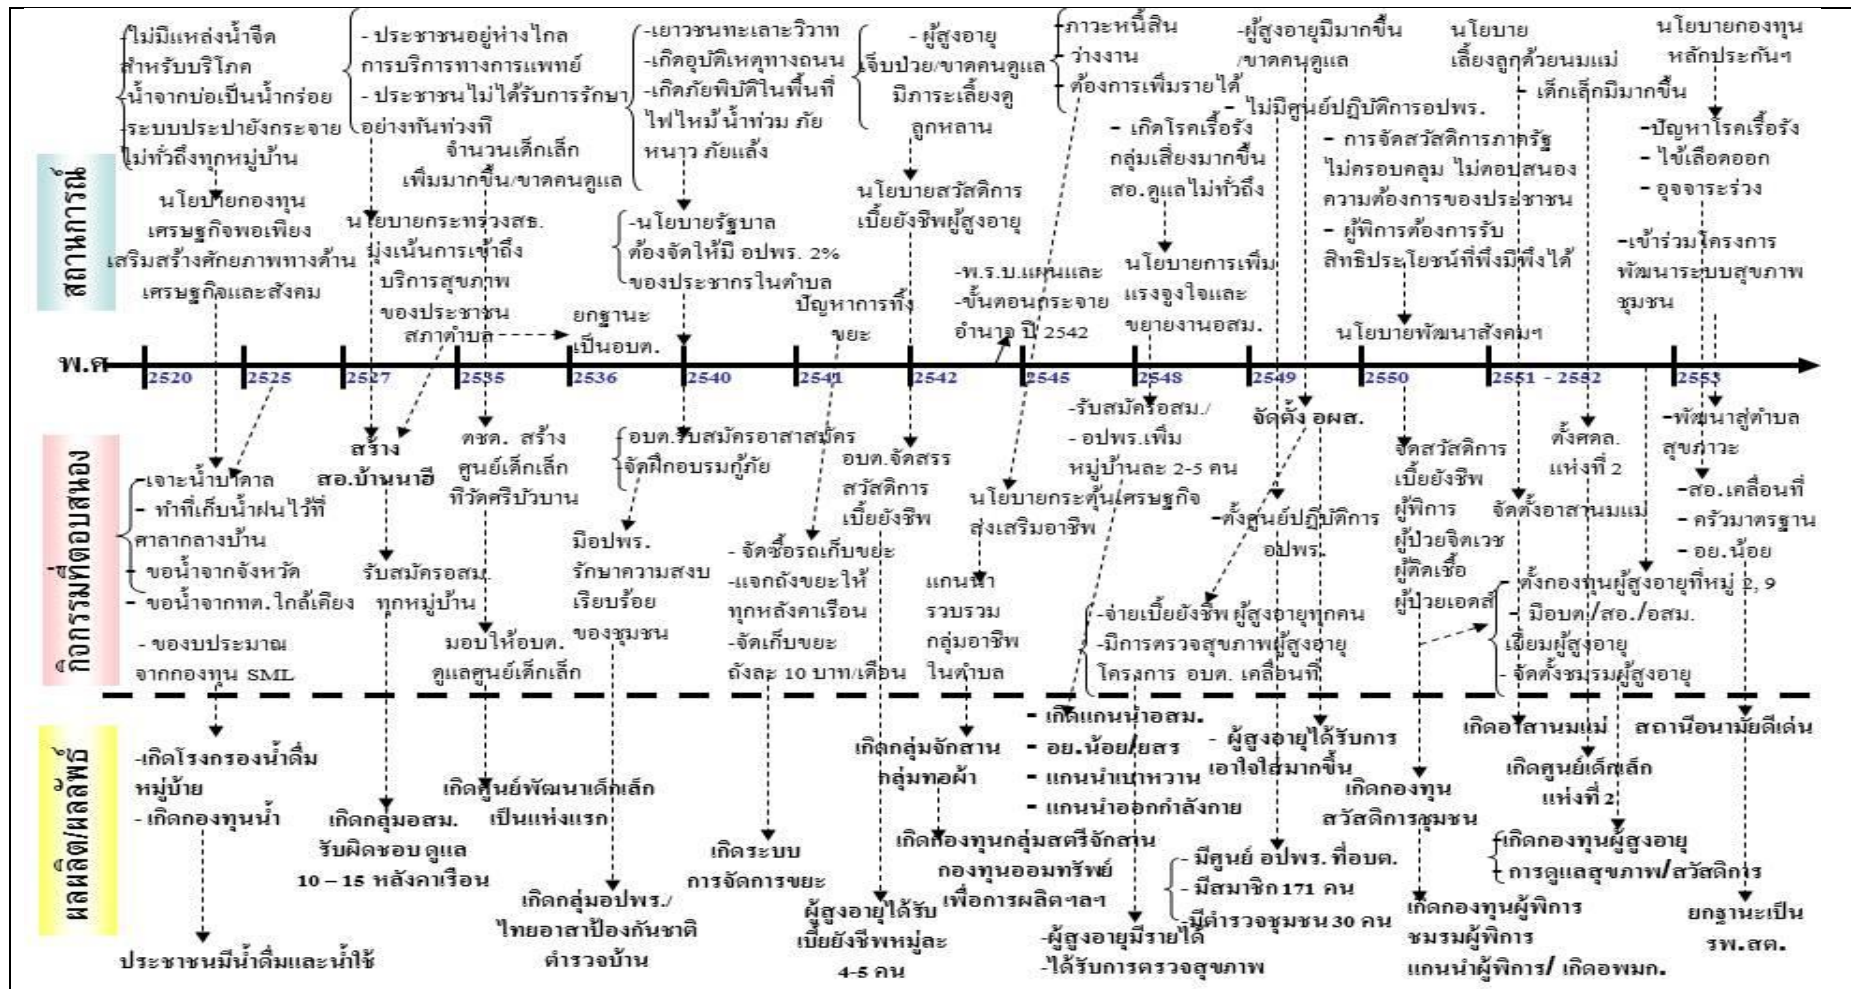 สถานการณ์
-ไม่มีแหล่งน้ำจืด
สำหรับบริโภค
น้ำจากบ่อเป็นน้ำกร่อย
-ระบบประปายังกระจาย
ไม่ทั่วถึงทุกหมู่บ้าน
นโยบายกองทุน
เศรษฐกิจพอเพียง
เสริมสร้างศักยภาพทางด้าน
เศรษฐกิจและสังคม
- ประชาชนอยู่ห่างไกล
การบริการทางการแพทย์
- ประชาชนไม่ได้รับการรักษา
อย่างทันท่วงที
นโยบายกระทรวงสธ.
มุ่งเน้นการเข้าถึง
บริการสุขภาพ
ของประชาชน
จำนวนเด็กเล็ก
เพิ่มมากขึ้น/ขาดคนดูแล
สภาตำบล
ยกฐานะ
เป็นอบต.
-เยาวชนทะเลาะวิวาท
-เกิดอุบัติเหตุทางถนน
-เกิดภัยพิบัติในพื้นที่
ไฟไหม้ น้ำท่วม ภัย
หนาว ภัยแล้ง
-นโยบายรัฐบาล
ต้องจัดให้มี อปพร. 2%
ของประชากรในตำบล
ปัญหาการทิ้ง
ขยะ
- ผู้สูงอายุ
เจ็บป่วย/ขาดคนดูแล
มีภาระเลี้ยงดู
ลูกหลาน
นโยบายสวัสดิการ
เบี้ยยังชีพผู้สูงอายุ
-พ.ร.บ.แผนและ
-ขั้นตอนกระจาย
อำนาจ ปี 2542
-ภาวะหนี้สิน
- ว่างงาน
- ต้องการเพิ่มรายได้
- เกิดโรคเรื้อรัง
กลุ่มเสี่ยงมากขึ้น
สอ.ดูแลไม่ทั่วถึง
นโยบายการเพิ่ม
แรงจูงใจและ
ขยายงานอสม.
-ผู้สูงอายุมีมากขึ้น
/ขาดคนดูแล
- ไม่มีศูนย์ปฏิบัติการอปพร.
- การจัดสวัสดิการภาครัฐ
ไม่ครอบคลุม ไม่ตอบสนอง
ความต้องการของประชาชน
- ผู้พิการต้องการรับ
สิทธิประโยชน์ที่พึงมีพึงได้
นโยบายพัฒนาสังคมฯ
นโยบาย
เลี้ยงลูกด้วยนมแม่
- เด็กเล็กมีมากขึ้น
นโยบายกองทุน
หลักประกันฯ
-ปัญหาโรคเรื้อรัง
- ไข้เลือดออก
- อุจจาระร่วง
-เข้าร่วมโครงการ
พัฒนาระบบสุขภาพ
ชุมชน
พ.ศ
2520 2525 2527 2535 2536 2540 2541 2542 2545 2548 2549 2550 2551 - 2552 2553
กิจกรรมที่ตอบสนอง
-เจาะน้ำบาดาล
- ทำที่เก็บน้ำฝนไว้ที่
ศาลากลางบ้าน
- ขอน้ำจากจังหวัด
- ขอน้ำจากทต.ใกล้เคียง
- ของบประมาณ
จากกองทุน SML
สร้าง
สอ.บ้านนาฮี
รับสมัครอสม.
ทุกหมู่บ้าน
ตชด. สร้าง
ศูนย์เด็กเล็ก
ที่วัดศรีบัวบาน
มอบให้อบต.
ดูแลศูนย์เด็กเล็ก
- อบต.รับสมัครอาสาสมัคร
-จัดฝึกอบรมกู้ภัย
มีอปพร.
รักษาความสงบ
เรียบร้อย
ของชุมชน
- จัดซื้อรถเก็บขยะ
-แจกถังขยะให้
ทุกหลังคาเรือน
-จัดเก็บขยะ
ถังละ 10 บาท/เดือน
อบต.จัดสรร
สวัสดิการ
เบี้ยยังชีพ
นโยบายกระตุ้นเศรษฐกิจ
ส่งเสริมอาชีพ
แกนนำ
รวบรวม
กลุ่มอาชีพ
ในตำบล
-รับสมัครอสม./
- อปพร.เพิ่ม
หมู่บ้านละ 2-5 คน
จัดตั้ง อผส.
-ตั้งศูนย์ปฏิบัติการ
อปพร.
-จ่ายเบี้ยยังชีพ ผู้สูงอายุทุกคน
-มีการตรวจสุขภาพผู้สูงอายุ
โครงการ อบต. เคลื่อนที่
จัดสวัสดิการ
เบี้ยยังชีพ
ผู้พิการ
ผู้ป่วยจิตเวช
ผู้ติดเชื้อ
ผู้ป่วยเอดส์
จัดตั้งอาสานมแม่
ตั้งศดล.
แห่งที่ 2
- ตั้งกองทุนผู้สูงอายุที่หมู่ 2, 9
- มีอบต./สอ./อสม.
เยี่ยมผู้สูงอายุ
- จัดตั้งชมรมผู้สูงอายุ
-พัฒนาสู่ตำบล
สุขภาวะ
-สอ.เคลื่อนที่
- ครัวมาตรฐาน
- อย.น้อย
ผลผลิต/ผลลัพธ์
-เกิดโรงกรองน้ำดื่ม
หมู่บ้าย
- เกิดกองทุนน้ำ
ประชาชนมีน้ำดื่มและน้ำใช้
เกิดกลุ่มอสม.
รับผิดชอบ ดูแล
10 – 15 หลังคาเรือน
เกิดศูนย์พัฒนาเด็กเล็ก
เป็นแห่งแรก
เกิดกลุ่มอปพร./
ไทยอาสาป้องกันชาติ
ตำรวจบ้าน
เกิดระบบ
การจัดการขยะ
ผู้สูงอายุได้รับ
เบี้ยยังชีพหมู่ละ
4-5 คน
เกิดกลุ่มจักสาน
กลุ่มทอผ้า
เกิดกองทุนกลุ่มสตรีจักสาน
กองทุนออมทรัพย์
เพื่อการผลิตฯลฯ
- เกิดแกนนำอสม.
- อย.น้อย/ยสร
- แกนนำเบาหวาน
- แกนนำออกกำลังกาย
-ผู้สูงอายุมีรายได้
-ได้รับการตรวจสุขภาพ
- ผู้สูงอายุได้รับการ
เอาใจใส่มากขึ้น
- มีศูนย์ อปพร. ที่อบต.
- มีสมาชิก 171 คน
-มีตำรวจชุมชน 30 คน
เกิดกองทุน
สวัสดิการชุมชน
เกิดกองทุนผู้พิการ
ชมรมผู้พิการ
แกนนำผู้พิการ/ เกิดอพมก.
เกิดอาสานมแม่
เกิดศูนย์เด็กเล็ก
แห่งที่ 2
-เกิดกองทุนผู้สูงอายุ
- การดูแลสุขภาพ/สวัสดิการ
สถานีอนามัยดีเด่น
ยกฐานะเป็น
รพ.สต.